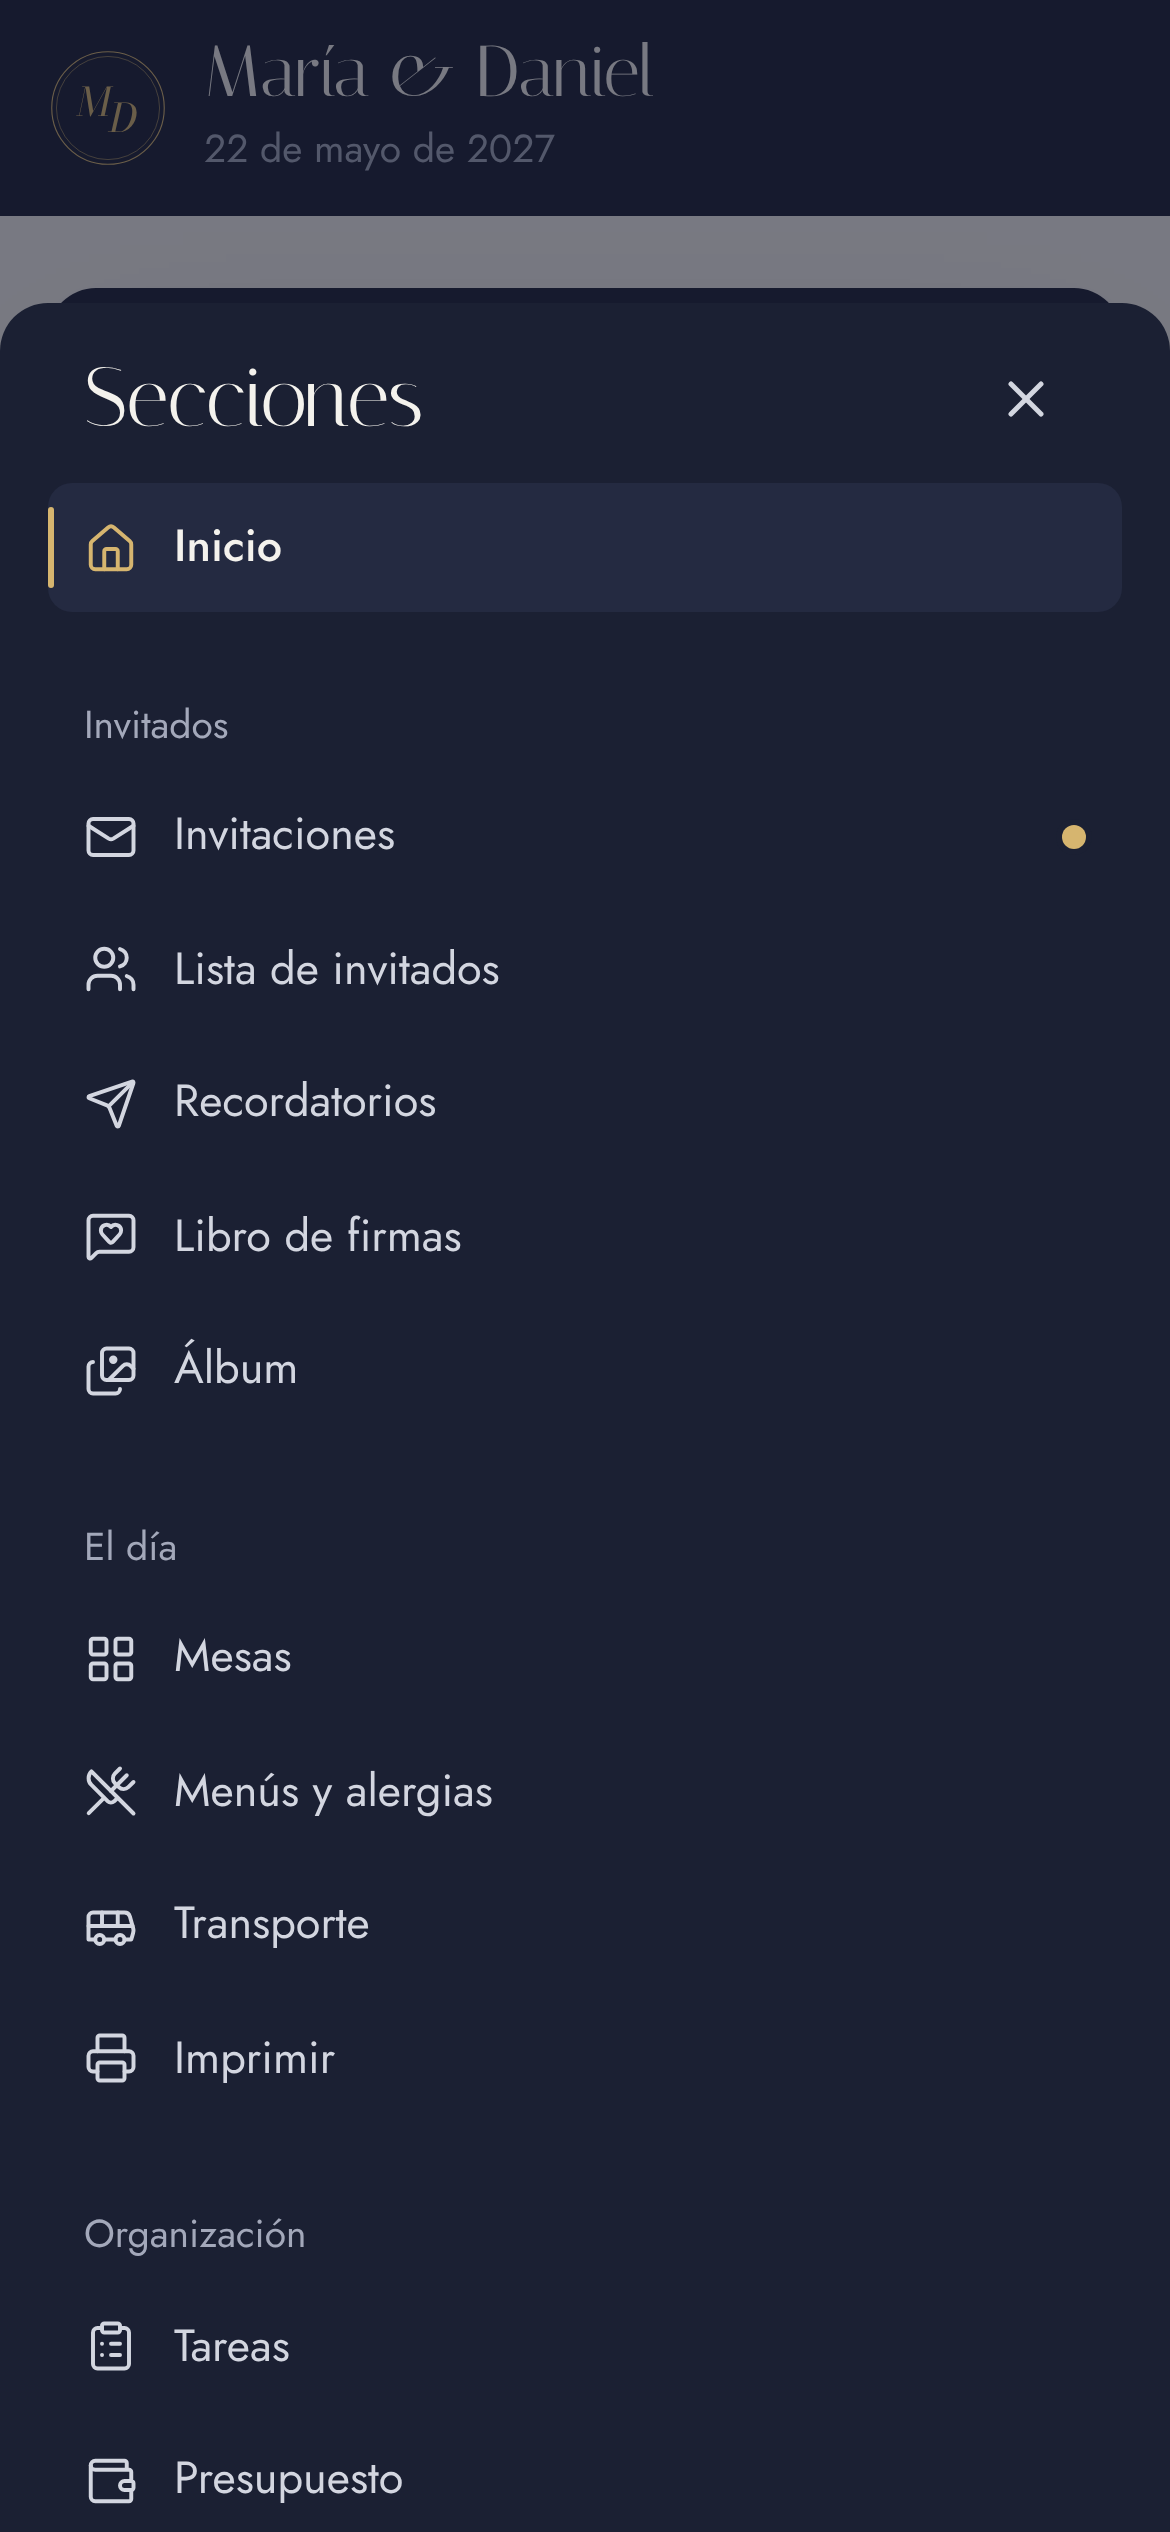 MD
María & Daniel
22 de mayo de 2027
Secciones
Inicio
Invitados
Invitaciones
Lista de invitados
Recordatorios
Libro de firmas
Álbum
El día
Mesas
Menús y alergias
Transporte
Imprimir
Organización
Tareas
Presupuesto